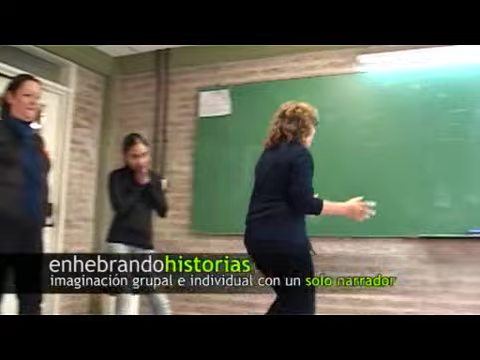 enhebrandohistorias
imaginación grupal e individual con un solo narrador